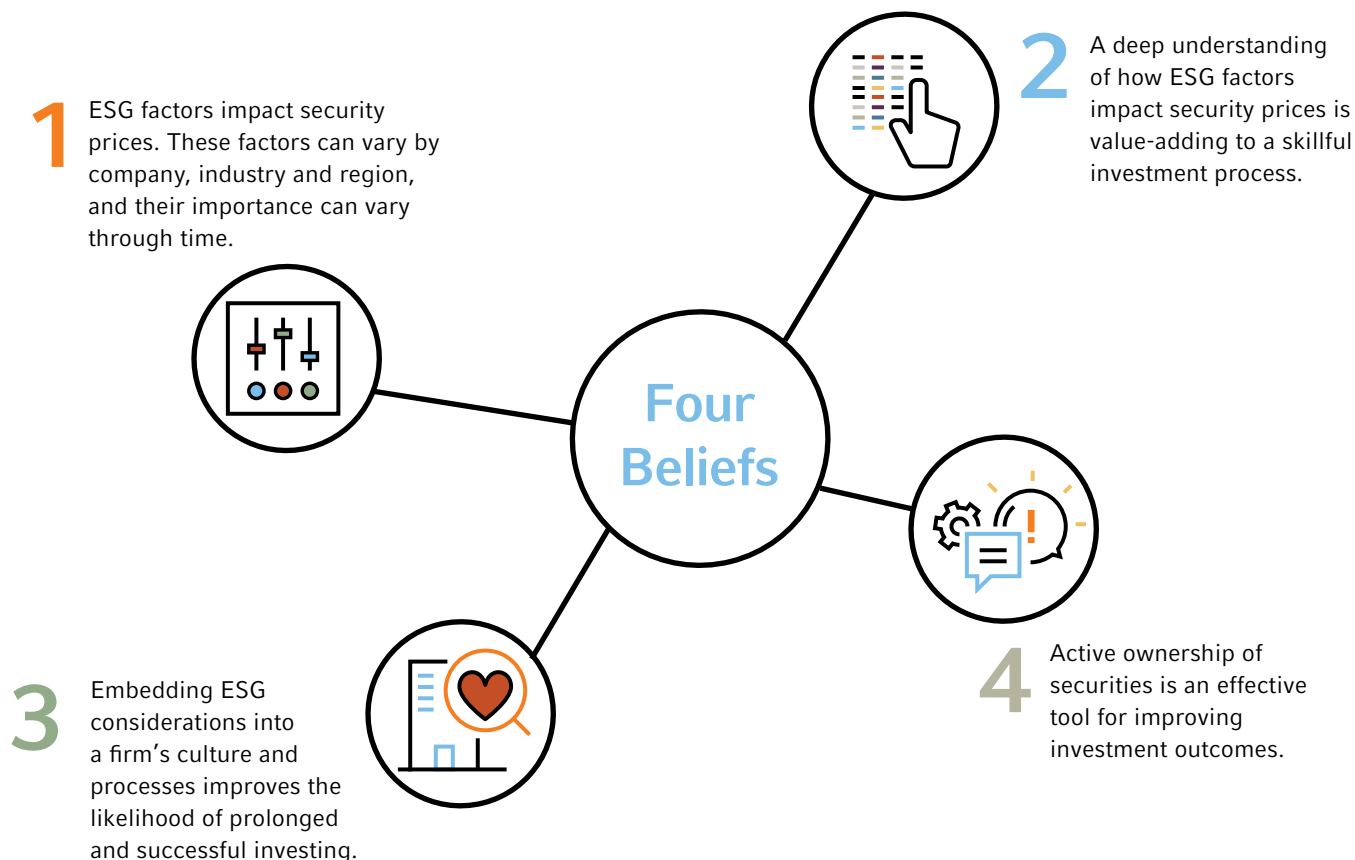 1
ESG factors impact security
prices. These factors can vary by
company, industry and region,
and their importance can vary
through time.
2
A deep understanding
of how ESG factors
impact security prices is
value-adding to a skillful
investment process.
Four
Beliefs
3
Embedding ESG
considerations into
a firm’s culture and
processes improves the
likelihood of prolonged
and successful investing.
4
Active ownership of
securities is an effective
tool for improving
investment outcomes.